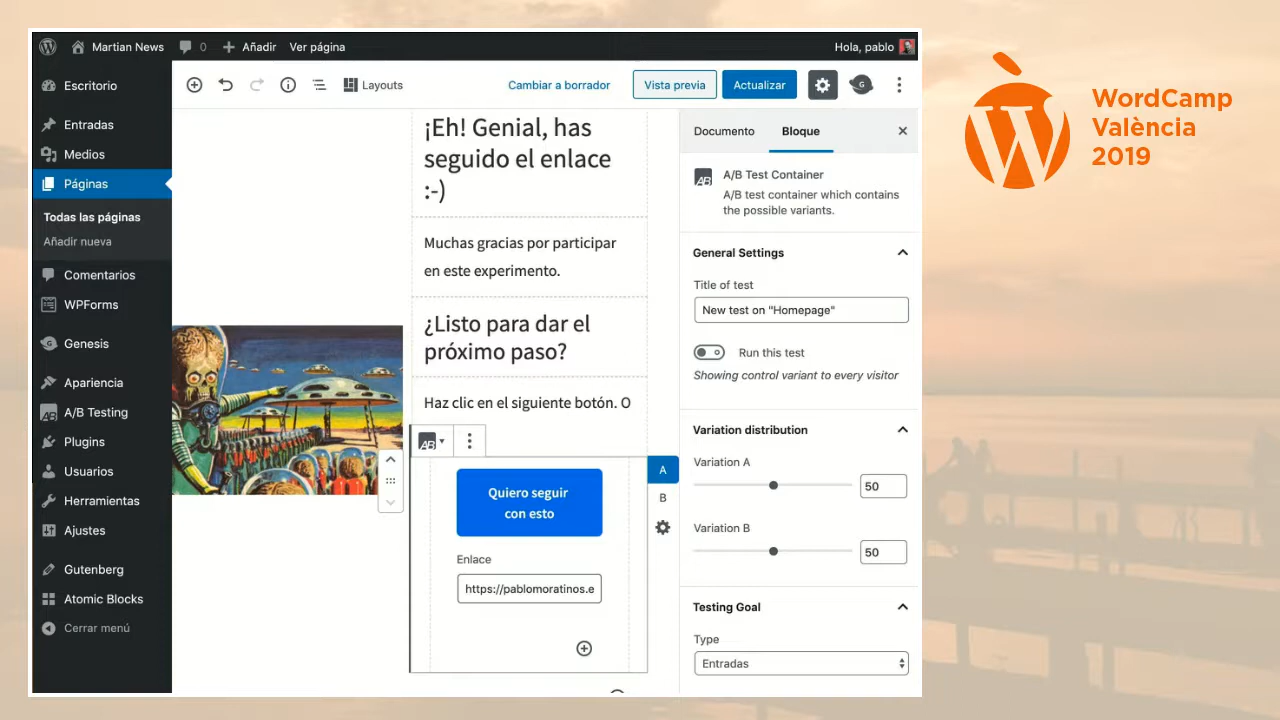 Martian News
0
Añadir
Ver página
Hola, pablo
Escritorio
Entradas
Medios
Páginas
Todas las páginas
Añadir nueva
Comentarios
WPForms
Genesis
Apariencia
A/B Testing
Plugins
Usuarios
Herramientas
Ajustes
Gutenberg
Atomic Blocks
Cerrar menú
Layouts
Cambiar a borrador
Vista previa
Actualizar
G
¡Eh! Genial, has
seguido el enlace
:-)
Muchas gracias por participar
en este experimento.
¿Listo para dar el
próximo paso?
Haz clic en el siguiente botón. O
AB
Quiero seguir
con esto
Enlace
https://pablomoratinos.e
A
B
Documento
Bloque
AB
A/B Test Container
A/B test container which contains
the possible variants.
General Settings
Title of test
New test on "Homepage"
Run this test
Showing control variant to every visitor
Variation distribution
Variation A
50
Variation B
50
Testing Goal
Type
Entradas
WordCamp
València
2019